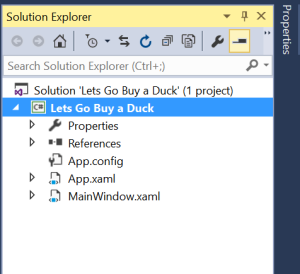 Solution Explorer
Properties
Search Solution Explorer (Ctrl+;)
Solution 'Lets Go Buy a Duck' (1 project)
C# Lets Go Buy a Duck
Properties
References
App.config
App.xaml
MainWindow.xaml